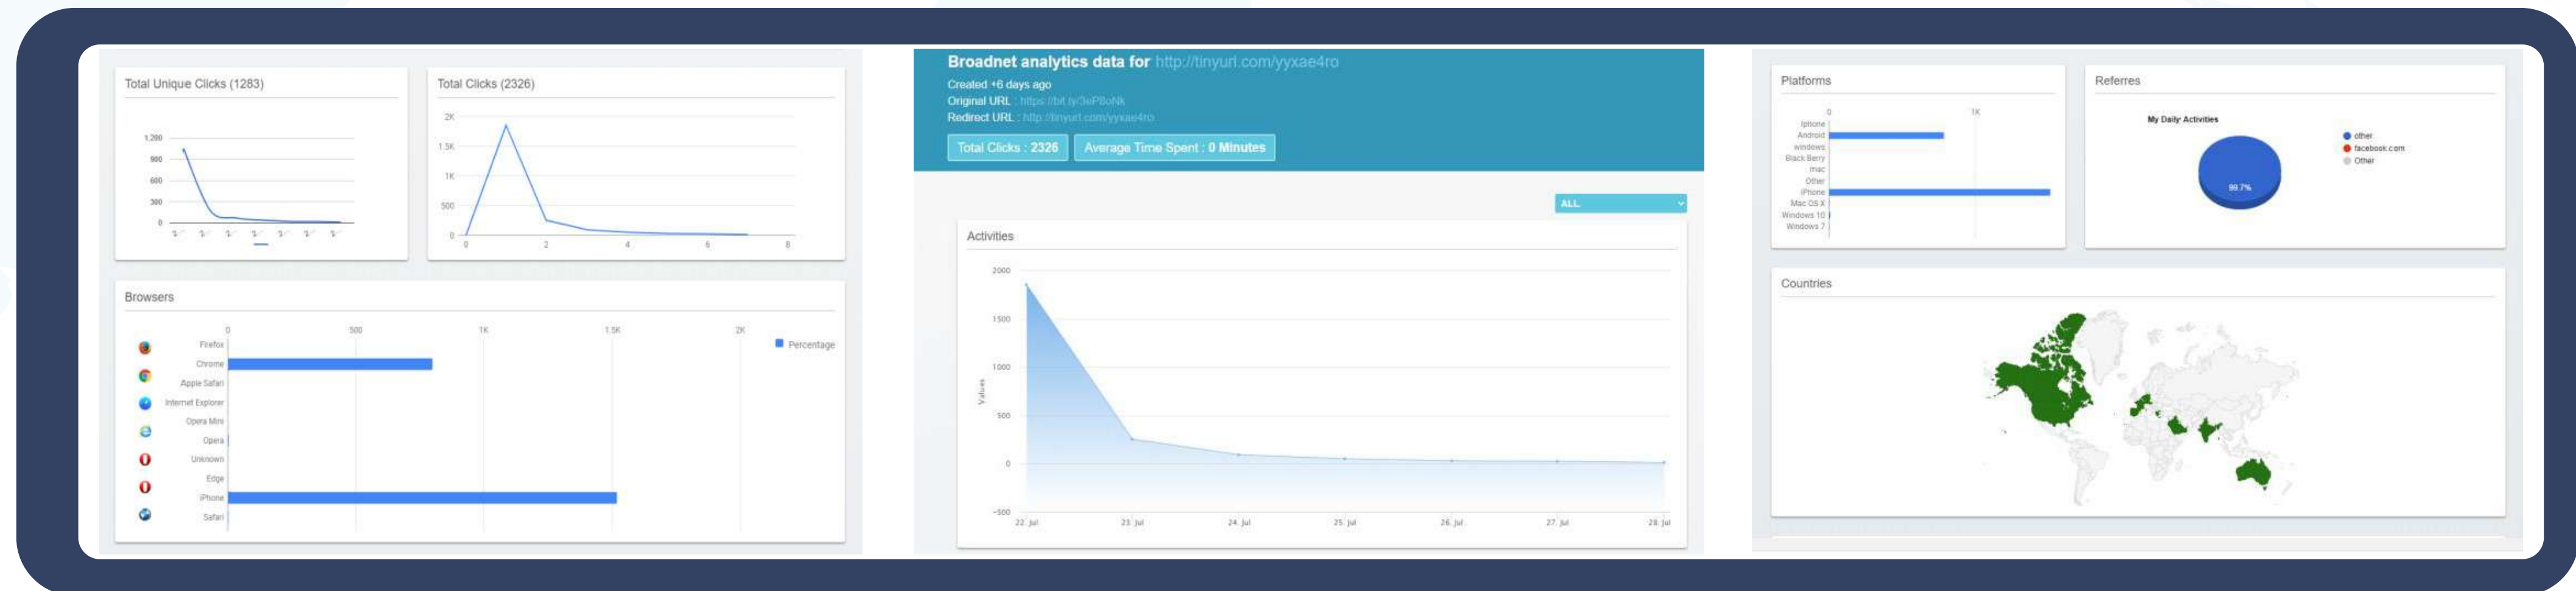 Total Unique Clicks (1283)
1.200
900
600
300
0
Total Clicks (2326)
2K
1.5K
1K
500
0
0 2 4 6 8
Browsers
0 500 1K 1.5K 2K
Firefox
Chrome
Apple Safari
Internet Explorer
Opera Mini
Opera
Unknown
Edge
iPhone
Safari
Percentage
Broadnet analytics data for http://tinyurl.com/yyxae4ro
Created +6 days ago
Original URL : https://bit.ly/3eP8oNk
Redirect URL : http://tinyurl.com/yyxae4ro
Total Clicks : 2326 Average Time Spent : 0 Minutes
ALL
Activities
2000
1500
1000
500
0
-500
Values
22. Jul 23. Jul 24. Jul 25. Jul 26. Jul 27. Jul 28. Jul
Platforms
0 1K
Iphone
Android
windows
Black Berry
mac
Other
iPhone
Mac OS X
Windows 10
Windows 7
Referres
My Daily Activities
99.7%
other
facebook.com
Other
Countries